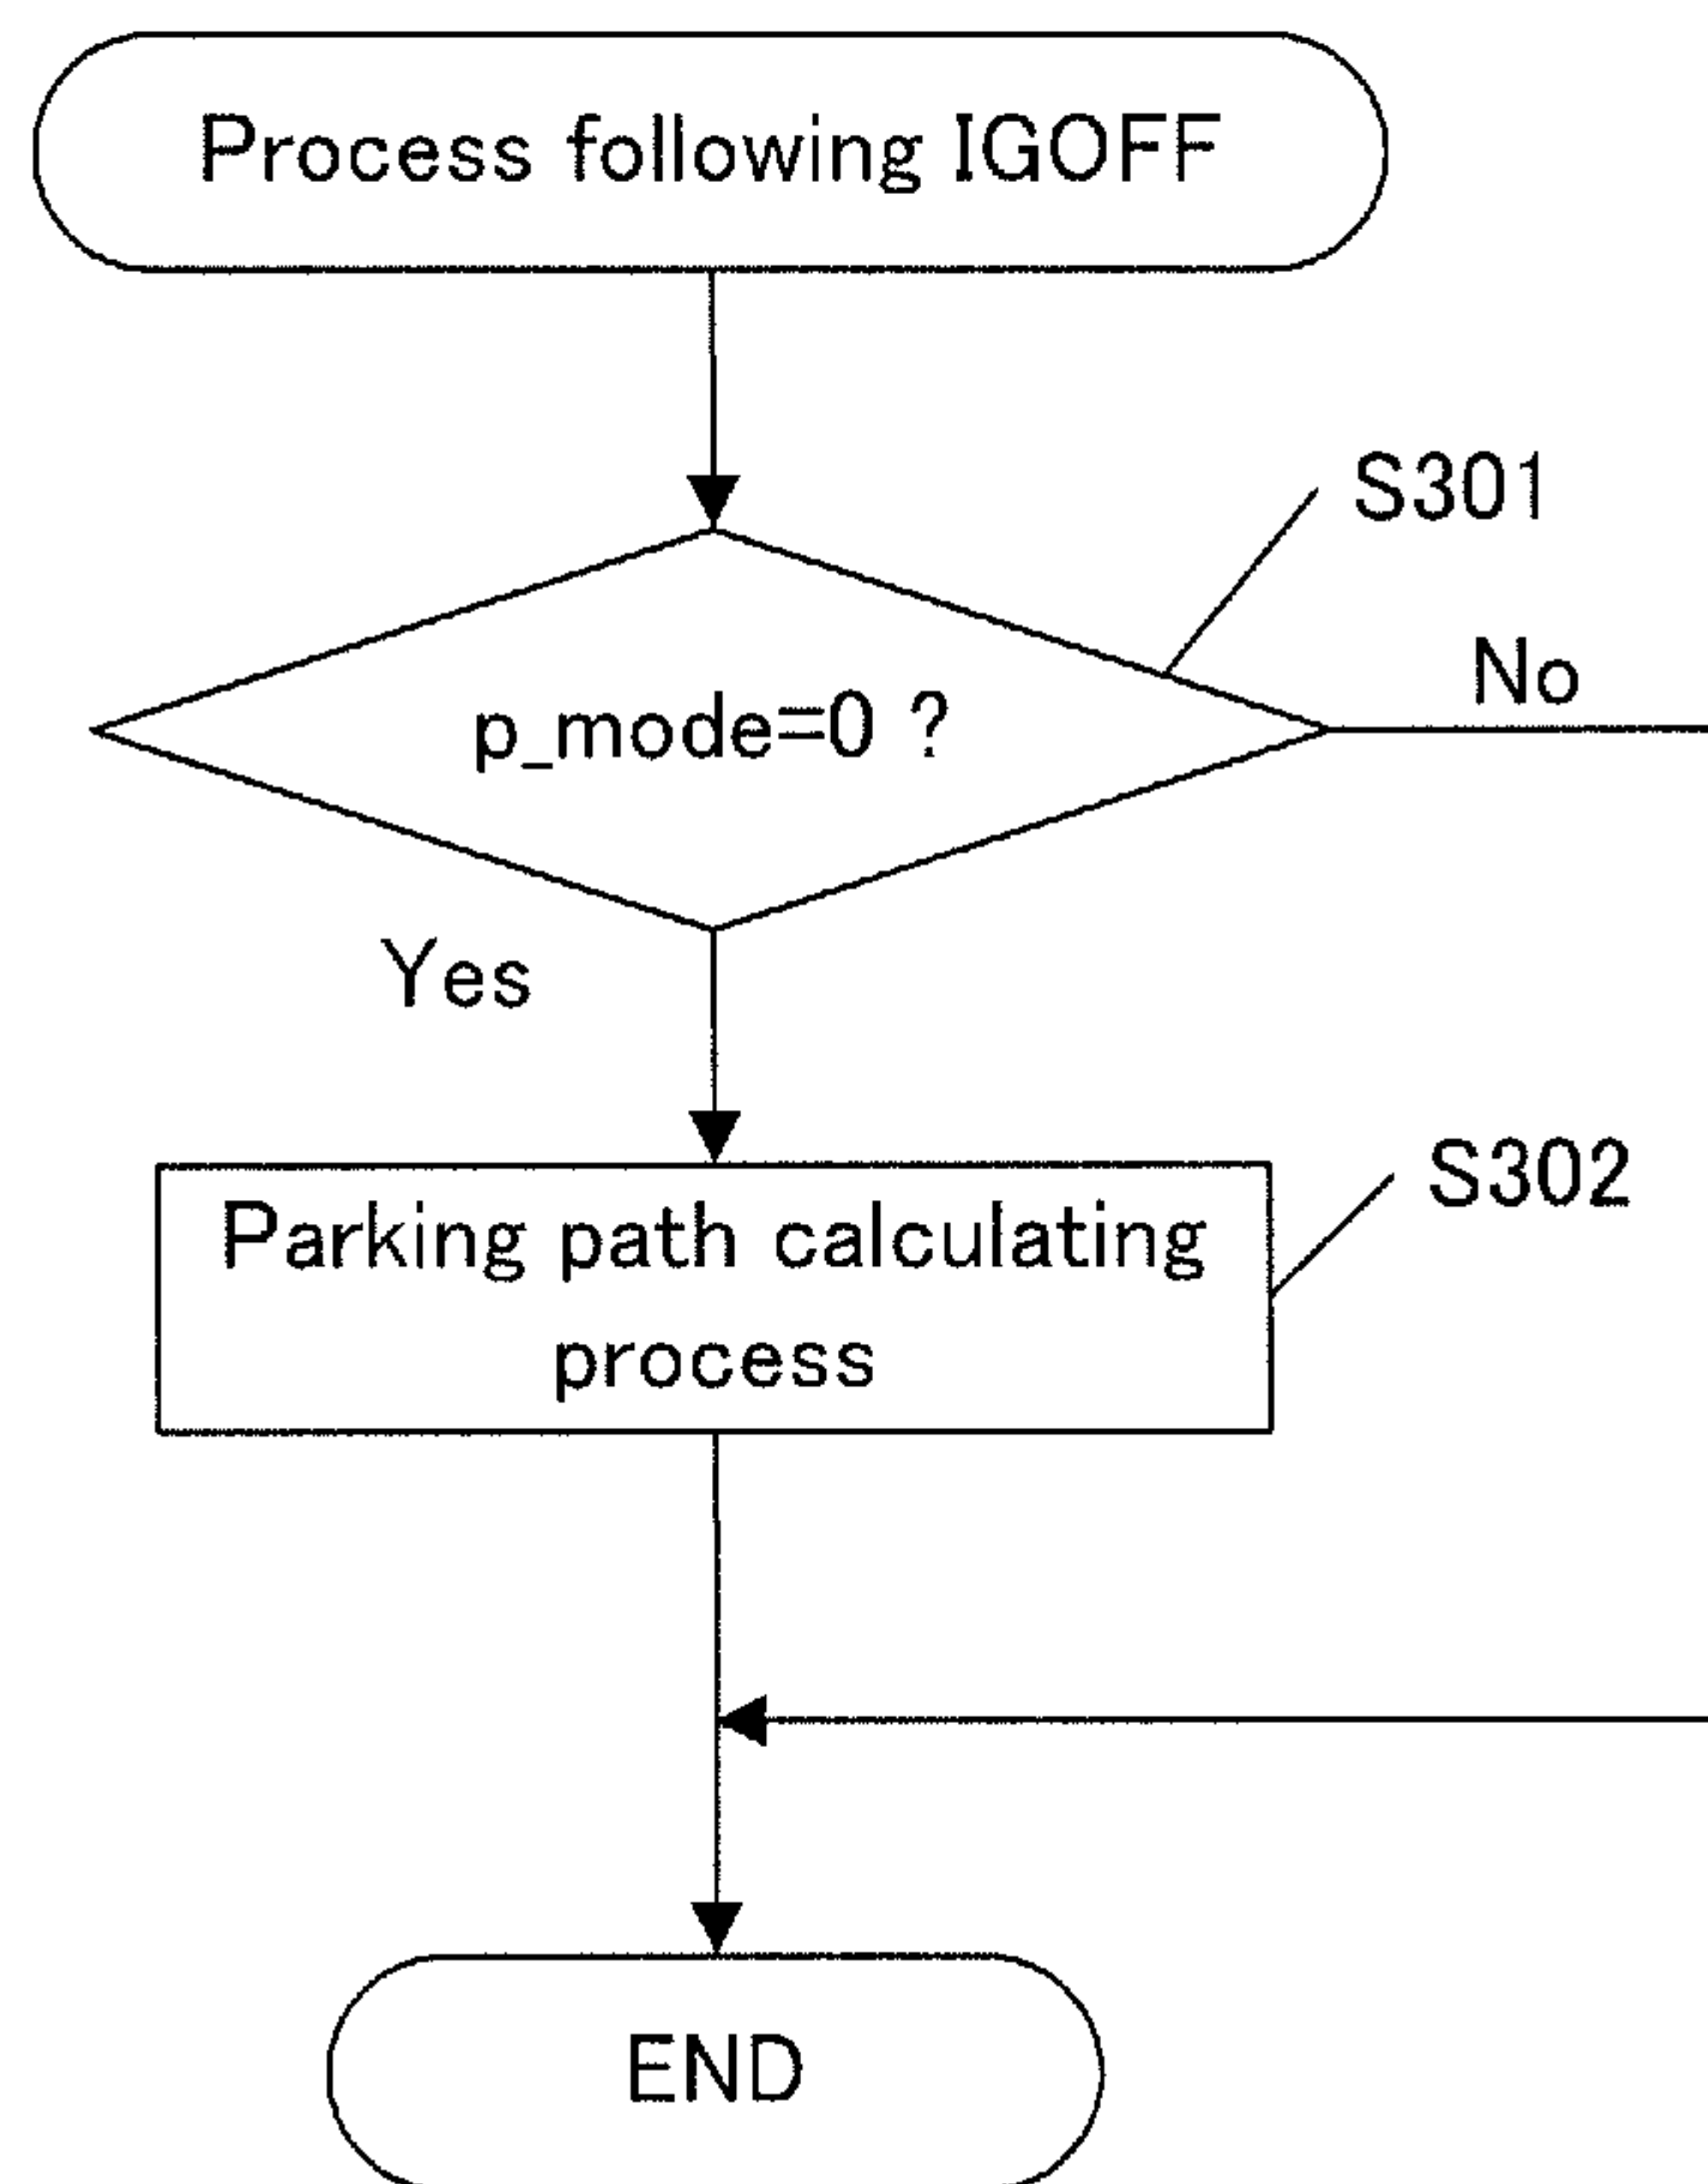 Process following IGOFF
S301
p_mode=0 ?
No
Yes
Parking path calculating
process
S302
END